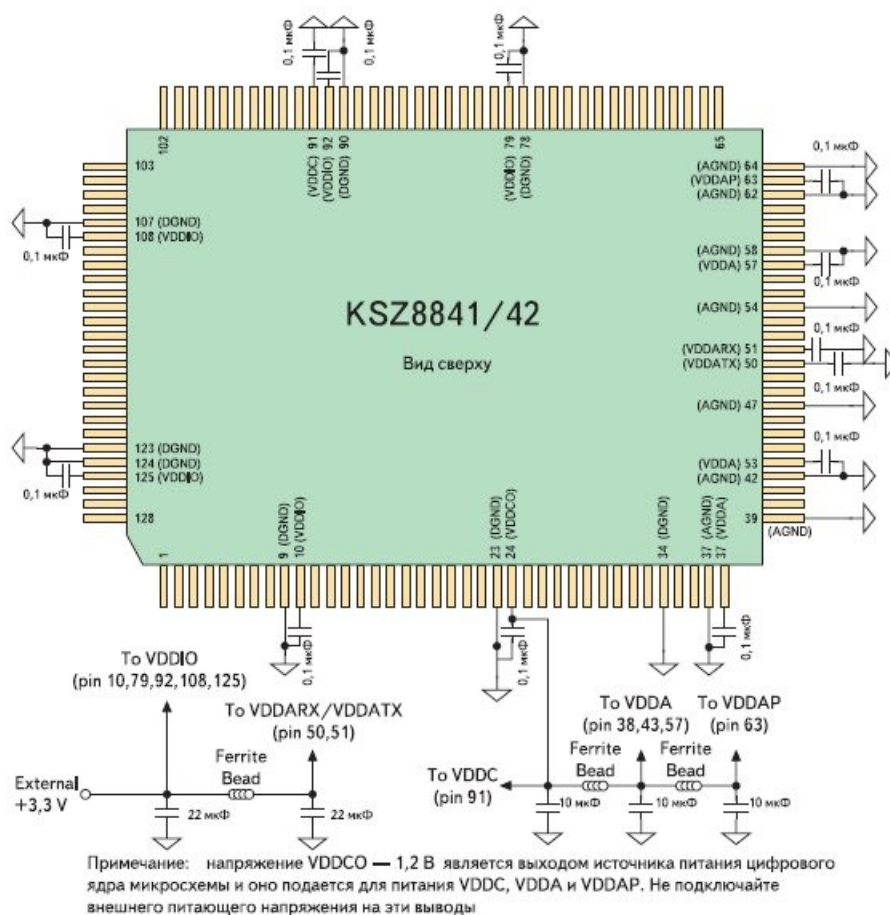 0,1 мкФ
0,1 мкФ
0,1 мкФ
102
(VDDC) 91
(VDDIO) 92
(DGND) 90
(VDDIO) 79
(DGND) 78
65
103
107 (DGND)
108 (VDDIO)
0,1 мкФ
123 (DGND)
124 (DGND)
125 (VDDIO)
0,1 мкФ
128
KSZ8841/42
Вид сверху
0,1 мкФ
(AGND) 64
(VDDAP) 63
(AGND) 62
(AGND) 58
(VDDA) 57
0,1 мкФ
(AGND) 54
0,1 мкФ
(VDDARX) 51
(VDDATX) 50
0,1 мкФ
(AGND) 47
0,1 мкФ
(VDDA) 53
(AGND) 42
39
(AGND)
1
9 (DGND)
10 (VDDIO)
23 (DGND)
24 (VDDCO)
34 (DGND)
37 (AGND)
37 (VDDA)
0,1 мкФ
0,1 мкФ
0,1 мкФ
To VDDIO
(pin 10,79,92,108,125)
To VDDARX/VDDATX
(pin 50,51)
Ferrite
Bead
External
+3,3 V
22 мкФ
22 мкФ
To VDDA
(pin 38,43,57)
To VDDAP
(pin 63)
Ferrite
Bead
Ferrite
Bead
To VDDC
(pin 91)
10 мкФ
10 мкФ
10 мкФ
Примечание: напряжение VDDCO — 1,2 В является выходом источника питания цифрового
ядра микросхемы и оно подается для питания VDDC, VDDA и VDDAP. Не подключайте
внешнего питающего напряжения на эти выводы